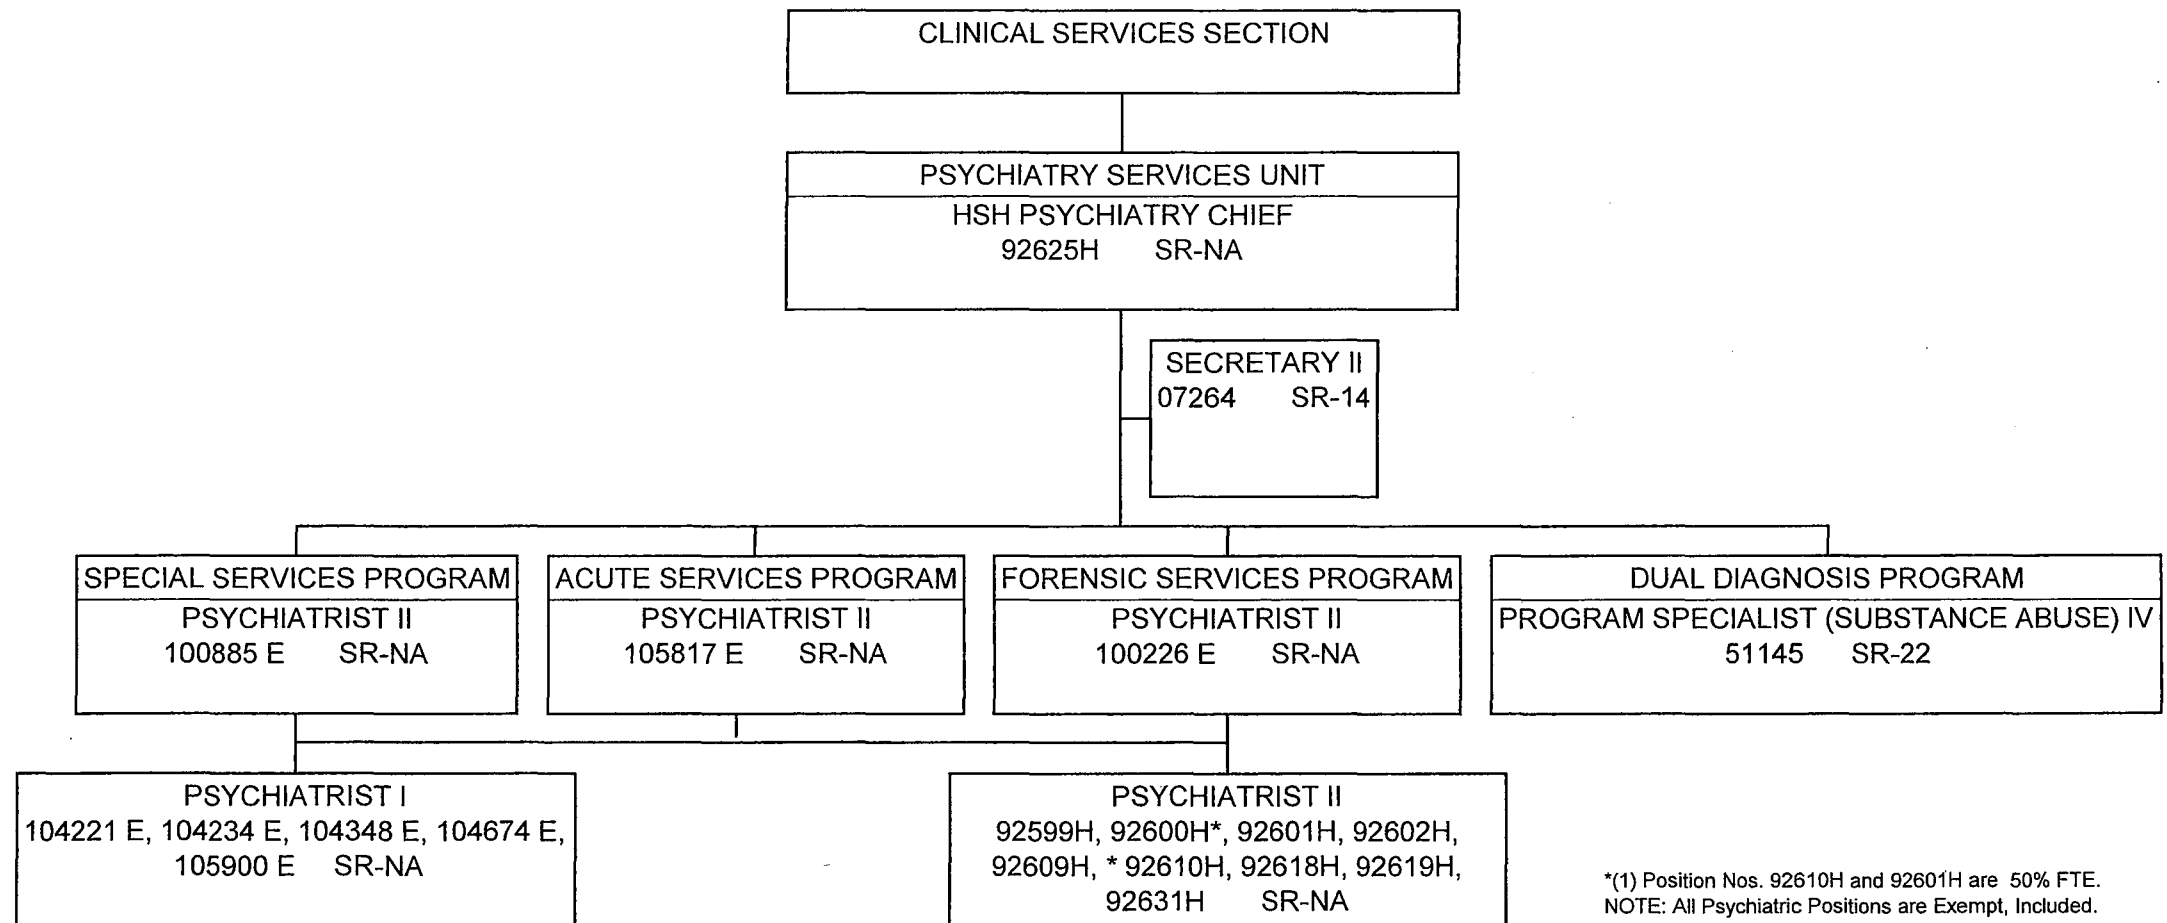 CLINICAL SERVICES SECTION
PSYCHIATRY SERVICES UNIT
HSH PSYCHIATRY CHIEF
92625H SR-NA
SECRETARY II
07264 SR-14
SPECIAL SERVICES PROGRAM
PSYCHIATRIST II
100885 E SR-NA
ACUTE SERVICES PROGRAM
PSYCHIATRIST II
105817 E SR-NA
FORENSIC SERVICES PROGRAM
PSYCHIATRIST II
100226 E SR-NA
DUAL DIAGNOSIS PROGRAM
PROGRAM SPECIALIST (SUBSTANCE ABUSE) IV
51145 SR-22
PSYCHIATRIST I
104221 E, 104234 E, 104348 E, 104674 E,
105900 E SR-NA
PSYCHIATRIST II
92599H, 92600H*, 92601H, 92602H,
92609H, * 92610H, 92618H, 92619H,
92631H SR-NA
*(1) Position Nos. 92610H and 92601H are 50% FTE.
NOTE: All Psychiatric Positions are Exempt, Included.